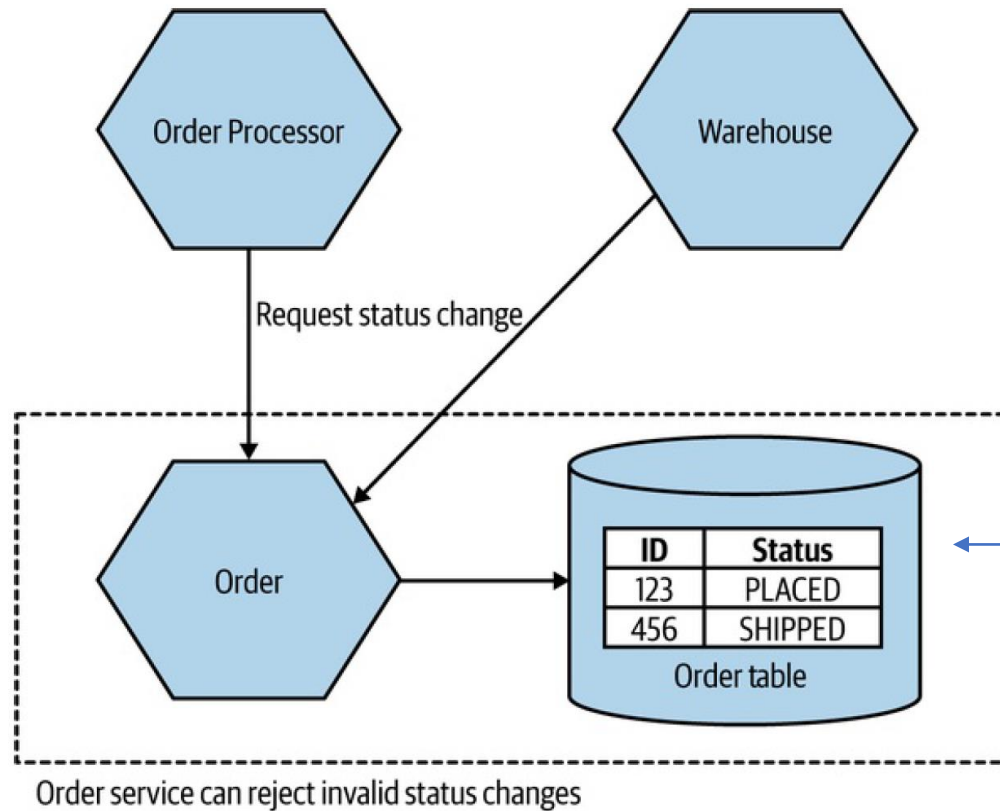 Order Processor
Warehouse
Request status change
Order
ID Status
123 PLACED
456 SHIPPED
Order table
Order service can reject invalid status changes